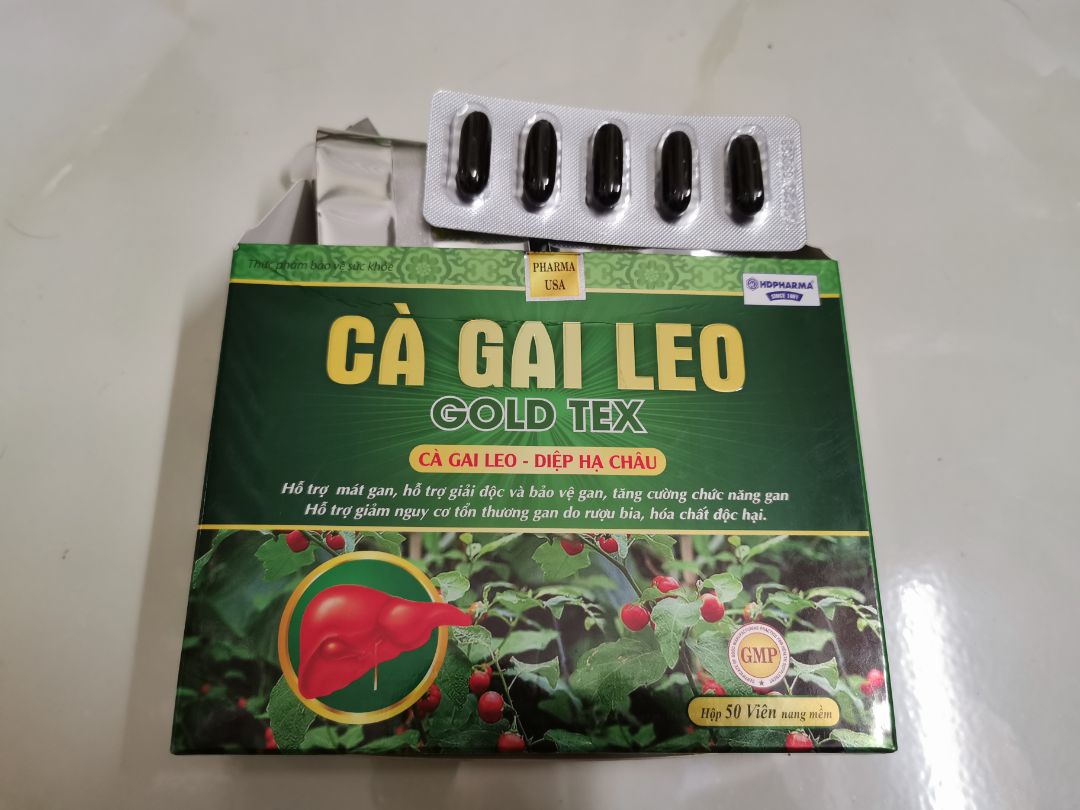 Thực phẩm bảo vệ sức khỏe
PHARMA
USA
HDPHARMA
SINCE 1997
CÀ GAI LEO
GOLD TEX
CÀ GAI LEO - DIỆP HẠ CHÂU
Hỗ trợ mát gan, hỗ trợ giải độc và bảo vệ gan, tăng cường chức năng gan
Hỗ trợ giảm nguy cơ tổn thương gan do rượu bia, hóa chất độc hại.
GMP
Hộp 50 Viên nang mềm